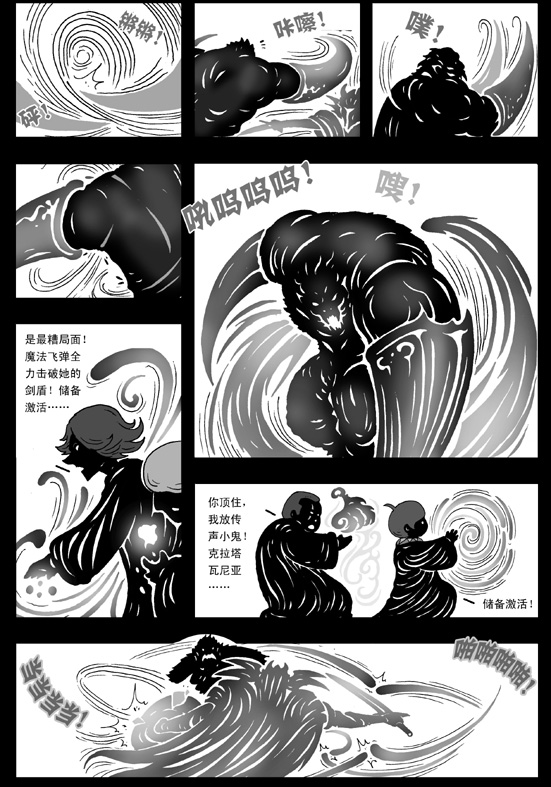 锵锵!
砰!
咔嚓!
噗!
吼呜呜呜!
嗖!
是最糟局面!
魔法飞弹全
力击破她的
剑盾!储备
激活……
你顶住,
我放传
声小鬼!
克拉塔
瓦尼亚
……
储备激活!
当当当当!
啪啪啪啪!